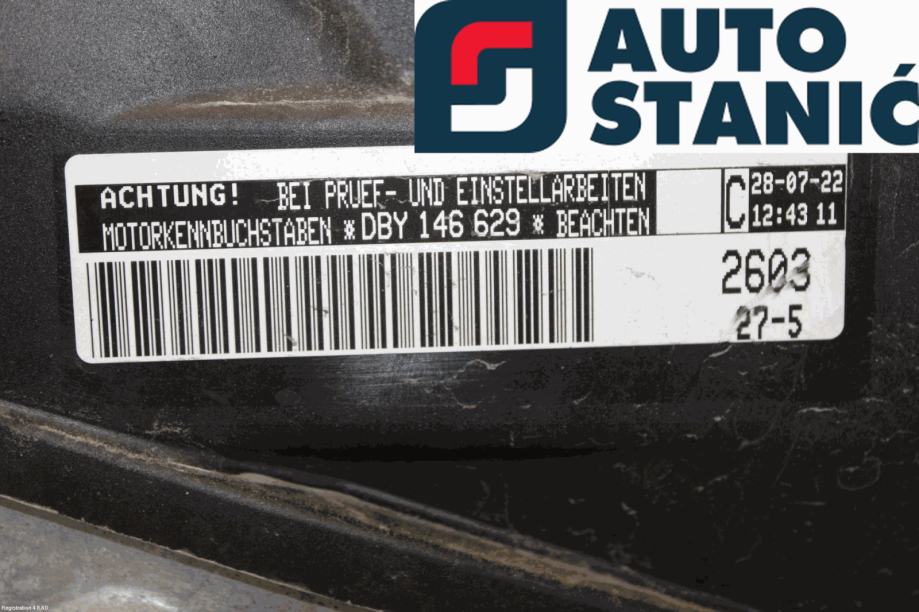 AUTO
STANIĆ
ACHTUNG! BEI PRUEF- UND EINSTELLARBEITEN
MOTORKENNBUCHSTABEN *DBY 146 629 * BEACHTEN
C
28-07-22
12:43 11
2603
27-5